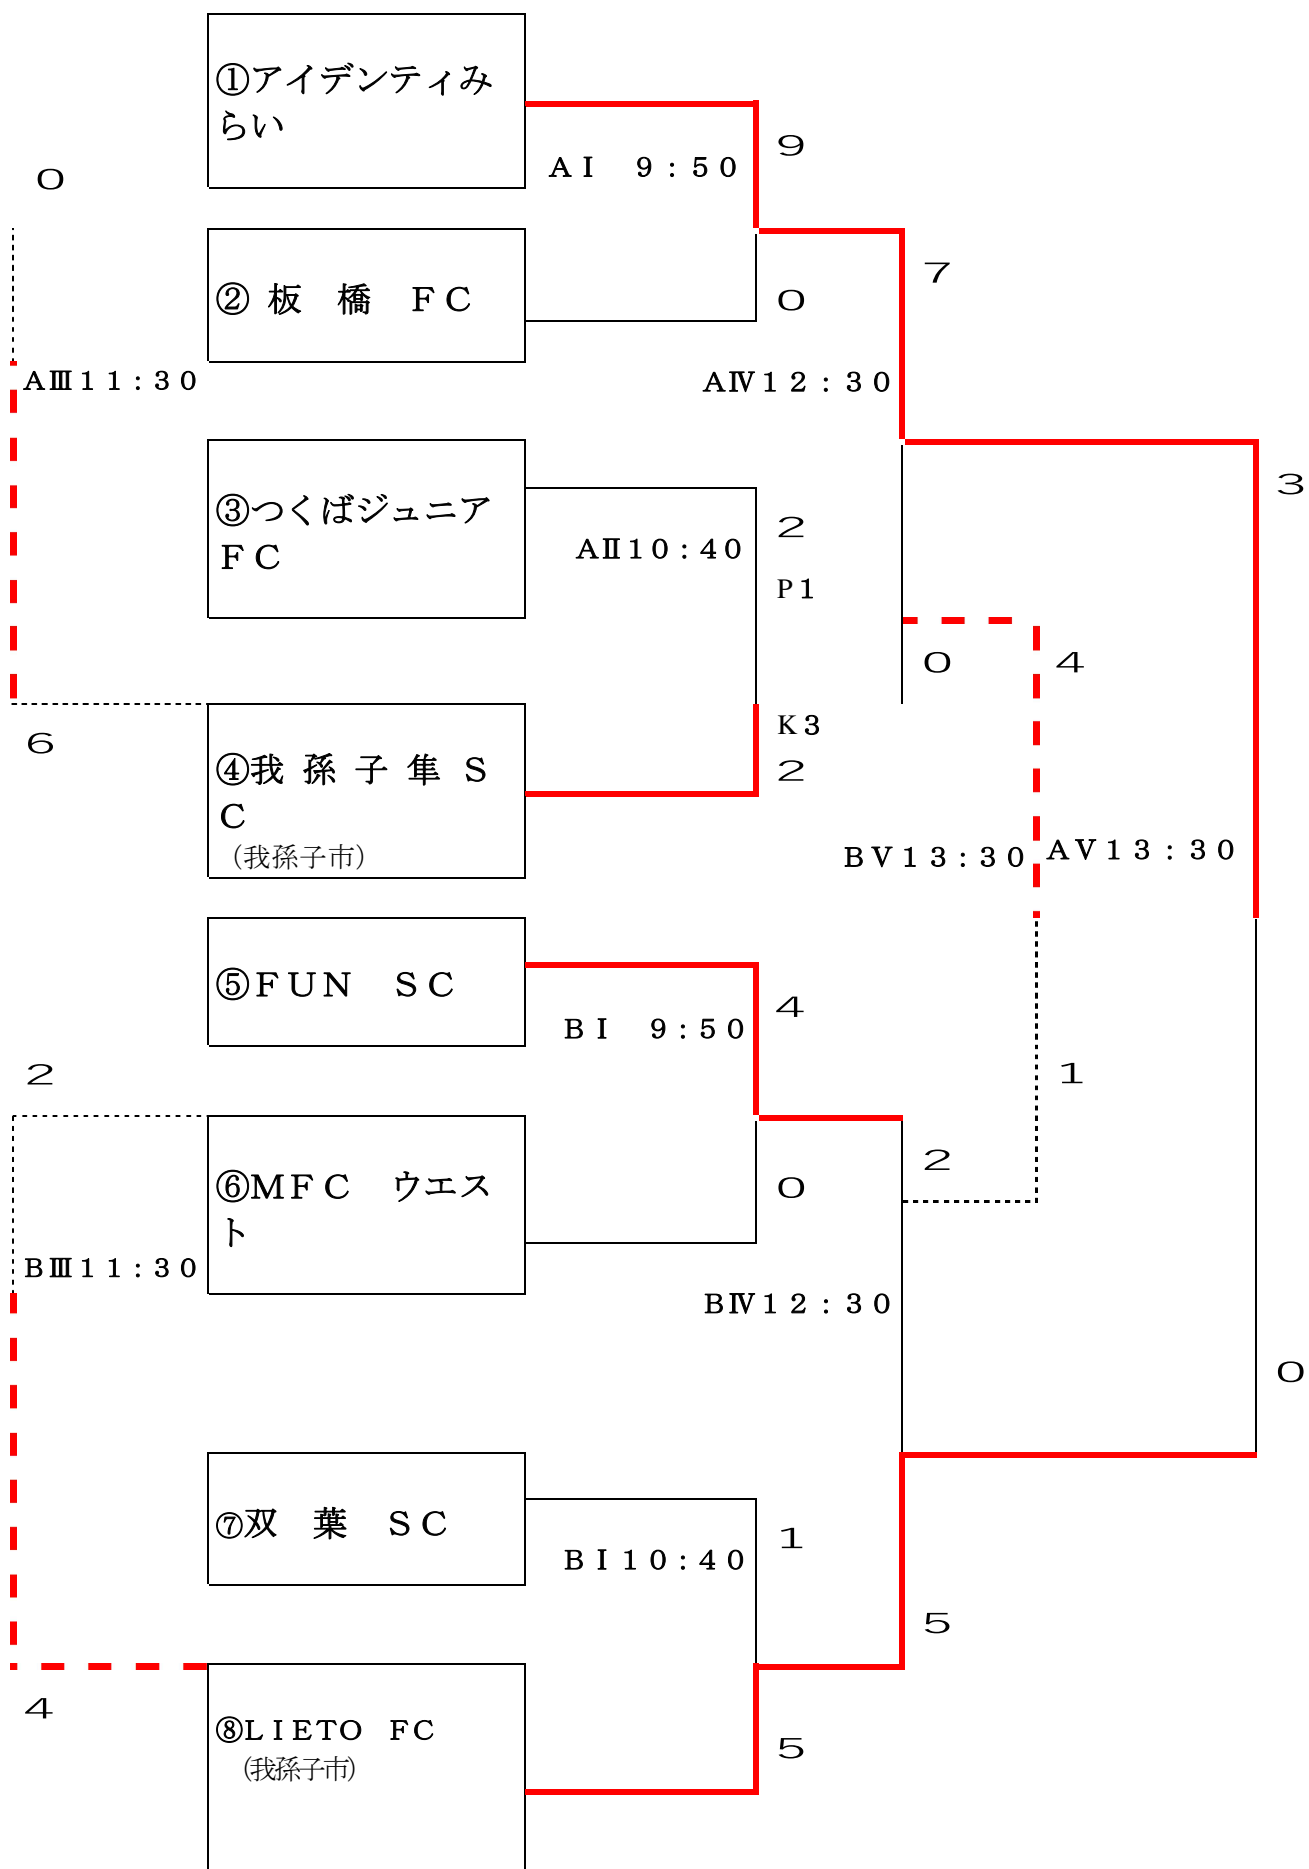 ①アイデンティみ
らい
9
AⅠ　9：50
0
② 板　橋　FC
7
0
AⅢ11：30
AⅣ12：30
3
③つくばジュニア
FC
2
AⅡ10：40
P1
0
4
K3
6
2
④我 孫 子 隼 S
C
（我孫子市）
BⅤ13：30
AⅤ13：30
⑤FUN　SC
4
BⅠ　9：50
2
1
2
⑥MFC　ウエス
ト
0
BⅢ11：30
BⅣ12：30
0
⑦双　葉　SC
1
BⅠ10：40
5
4
⑧LIETO　FC
（我孫子市）
5